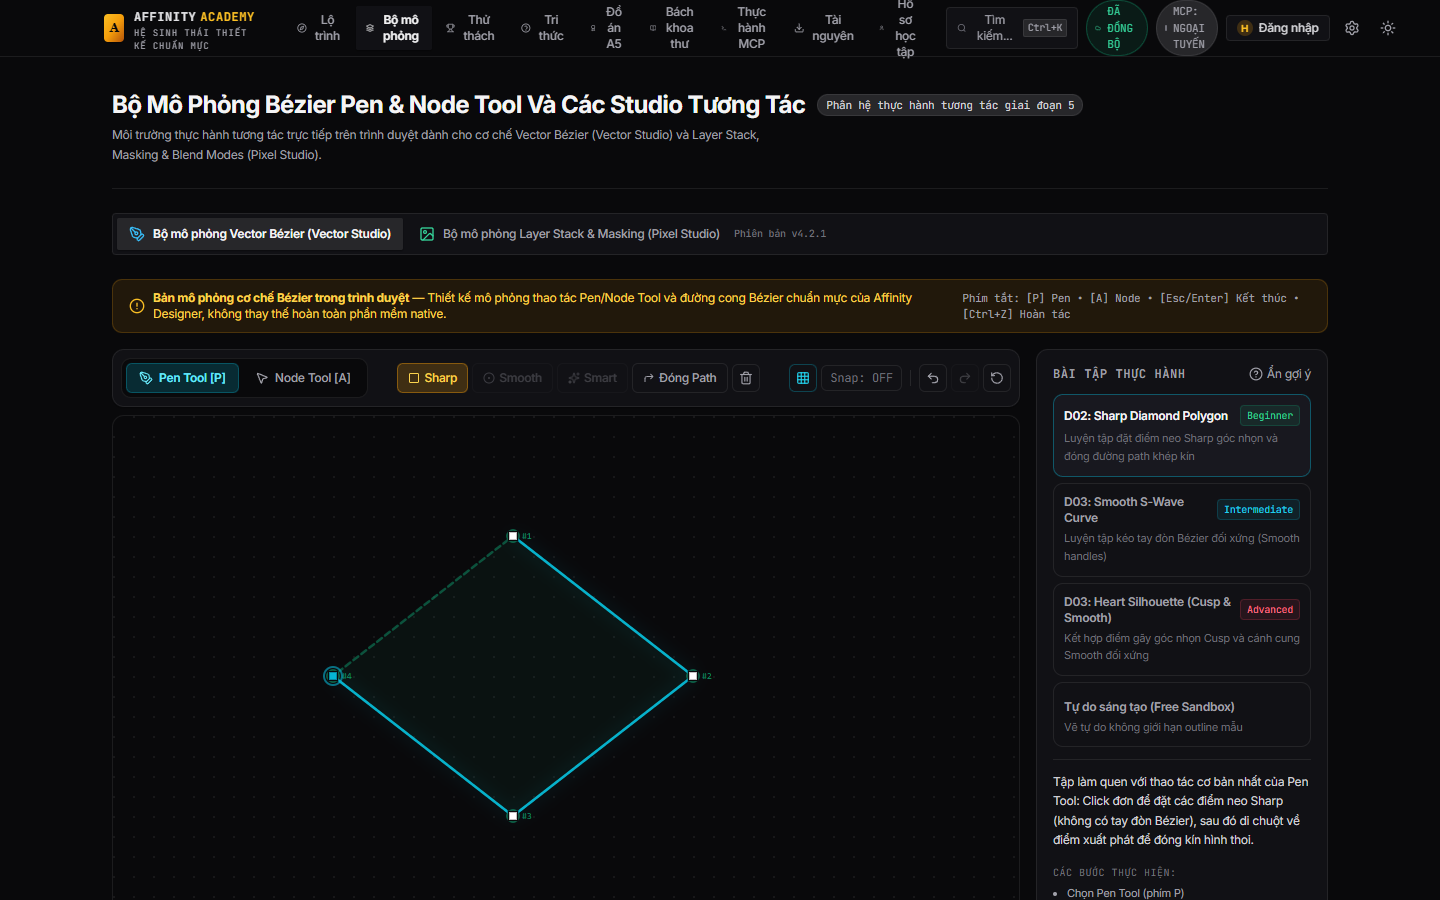 A
AFFINITY ACADEMY
HỆ SINH THÁI THIẾT
KẾ CHUẨN MỰC
Lộ
trình
Bộ mô
phỏng
Thử
thách
Tri
thức
Đồ
án
A5
Bách
khoa
thư
Thực
hành
MCP
Tài
nguyên
Hồ
sơ
học
tập
Tìm
kiếm...
Ctrl+K
ĐÃ
ĐỒNG
BỘ
MCP:
NGOẠI
TUYẾN
H
Đăng nhập
Bộ Mô Phỏng Bézier Pen & Node Tool Và Các Studio Tương Tác
Phân hệ thực hành tương tác giai đoạn 5
Môi trường thực hành tương tác trực tiếp trên trình duyệt dành cho cơ chế Vector Bézier (Vector Studio) và Layer Stack,
Masking & Blend Modes (Pixel Studio).
Bộ mô phỏng Vector Bézier (Vector Studio)
Bộ mô phỏng Layer Stack & Masking (Pixel Studio)
Phiên bản v4.2.1
Bản mô phỏng cơ chế Bézier trong trình duyệt — Thiết kế mô phỏng thao tác Pen/Node Tool và đường cong Bézier chuẩn mực của Affinity
Designer, không thay thế hoàn toàn phần mềm native.
Phím tắt: [P] Pen • [A] Node • [Esc/Enter] Kết thúc •
[Ctrl+Z] Hoàn tác
Pen Tool [P]
Node Tool [A]
Sharp
Smooth
Smart
Đóng Path
Snap: OFF
#1
#2
#3
#4
BÀI TẬP THỰC HÀNH
Ẩn gợi ý
D02: Sharp Diamond Polygon
Beginner
Luyện tập đặt điểm neo Sharp góc nhọn và
đóng đường path khép kín
D03: Smooth S-Wave
Curve
Intermediate
Luyện tập kéo tay đòn Bézier đối xứng (Smooth
handles)
D03: Heart Silhouette (Cusp &
Smooth)
Advanced
Kết hợp điểm gãy góc nhọn Cusp và cánh cung
Smooth đối xứng
Tự do sáng tạo (Free Sandbox)
Vẽ tự do không giới hạn outline mẫu
Tập làm quen với thao tác cơ bản nhất của Pen
Tool: Click đơn để đặt các điểm neo Sharp
(không có tay đòn Bézier), sau đó di chuột về
điểm xuất phát để đóng kín hình thoi.
CÁC BƯỚC THỰC HIỆN:
• Chọn Pen Tool (phím P)